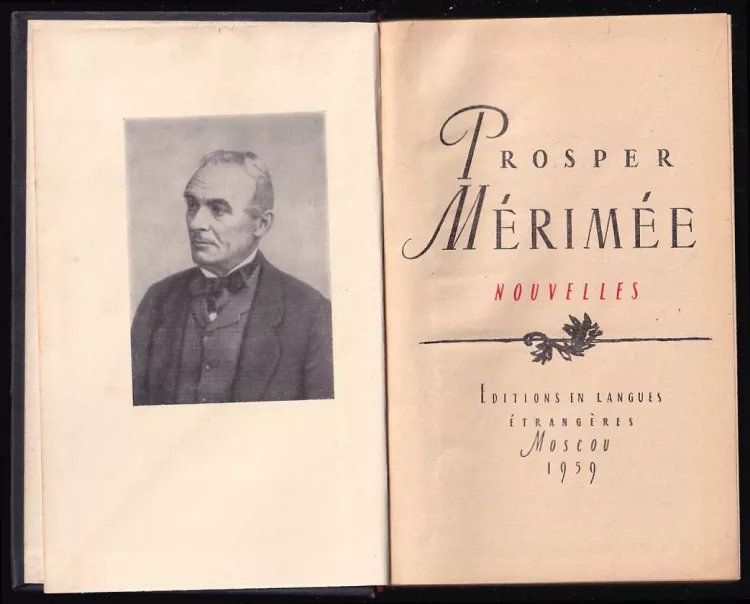 PROSPER
MÉRIMÉE
NOUVELLES
EDITIONS EN LANGUES
ÉTRANGÈRES
MOSCOU
1959